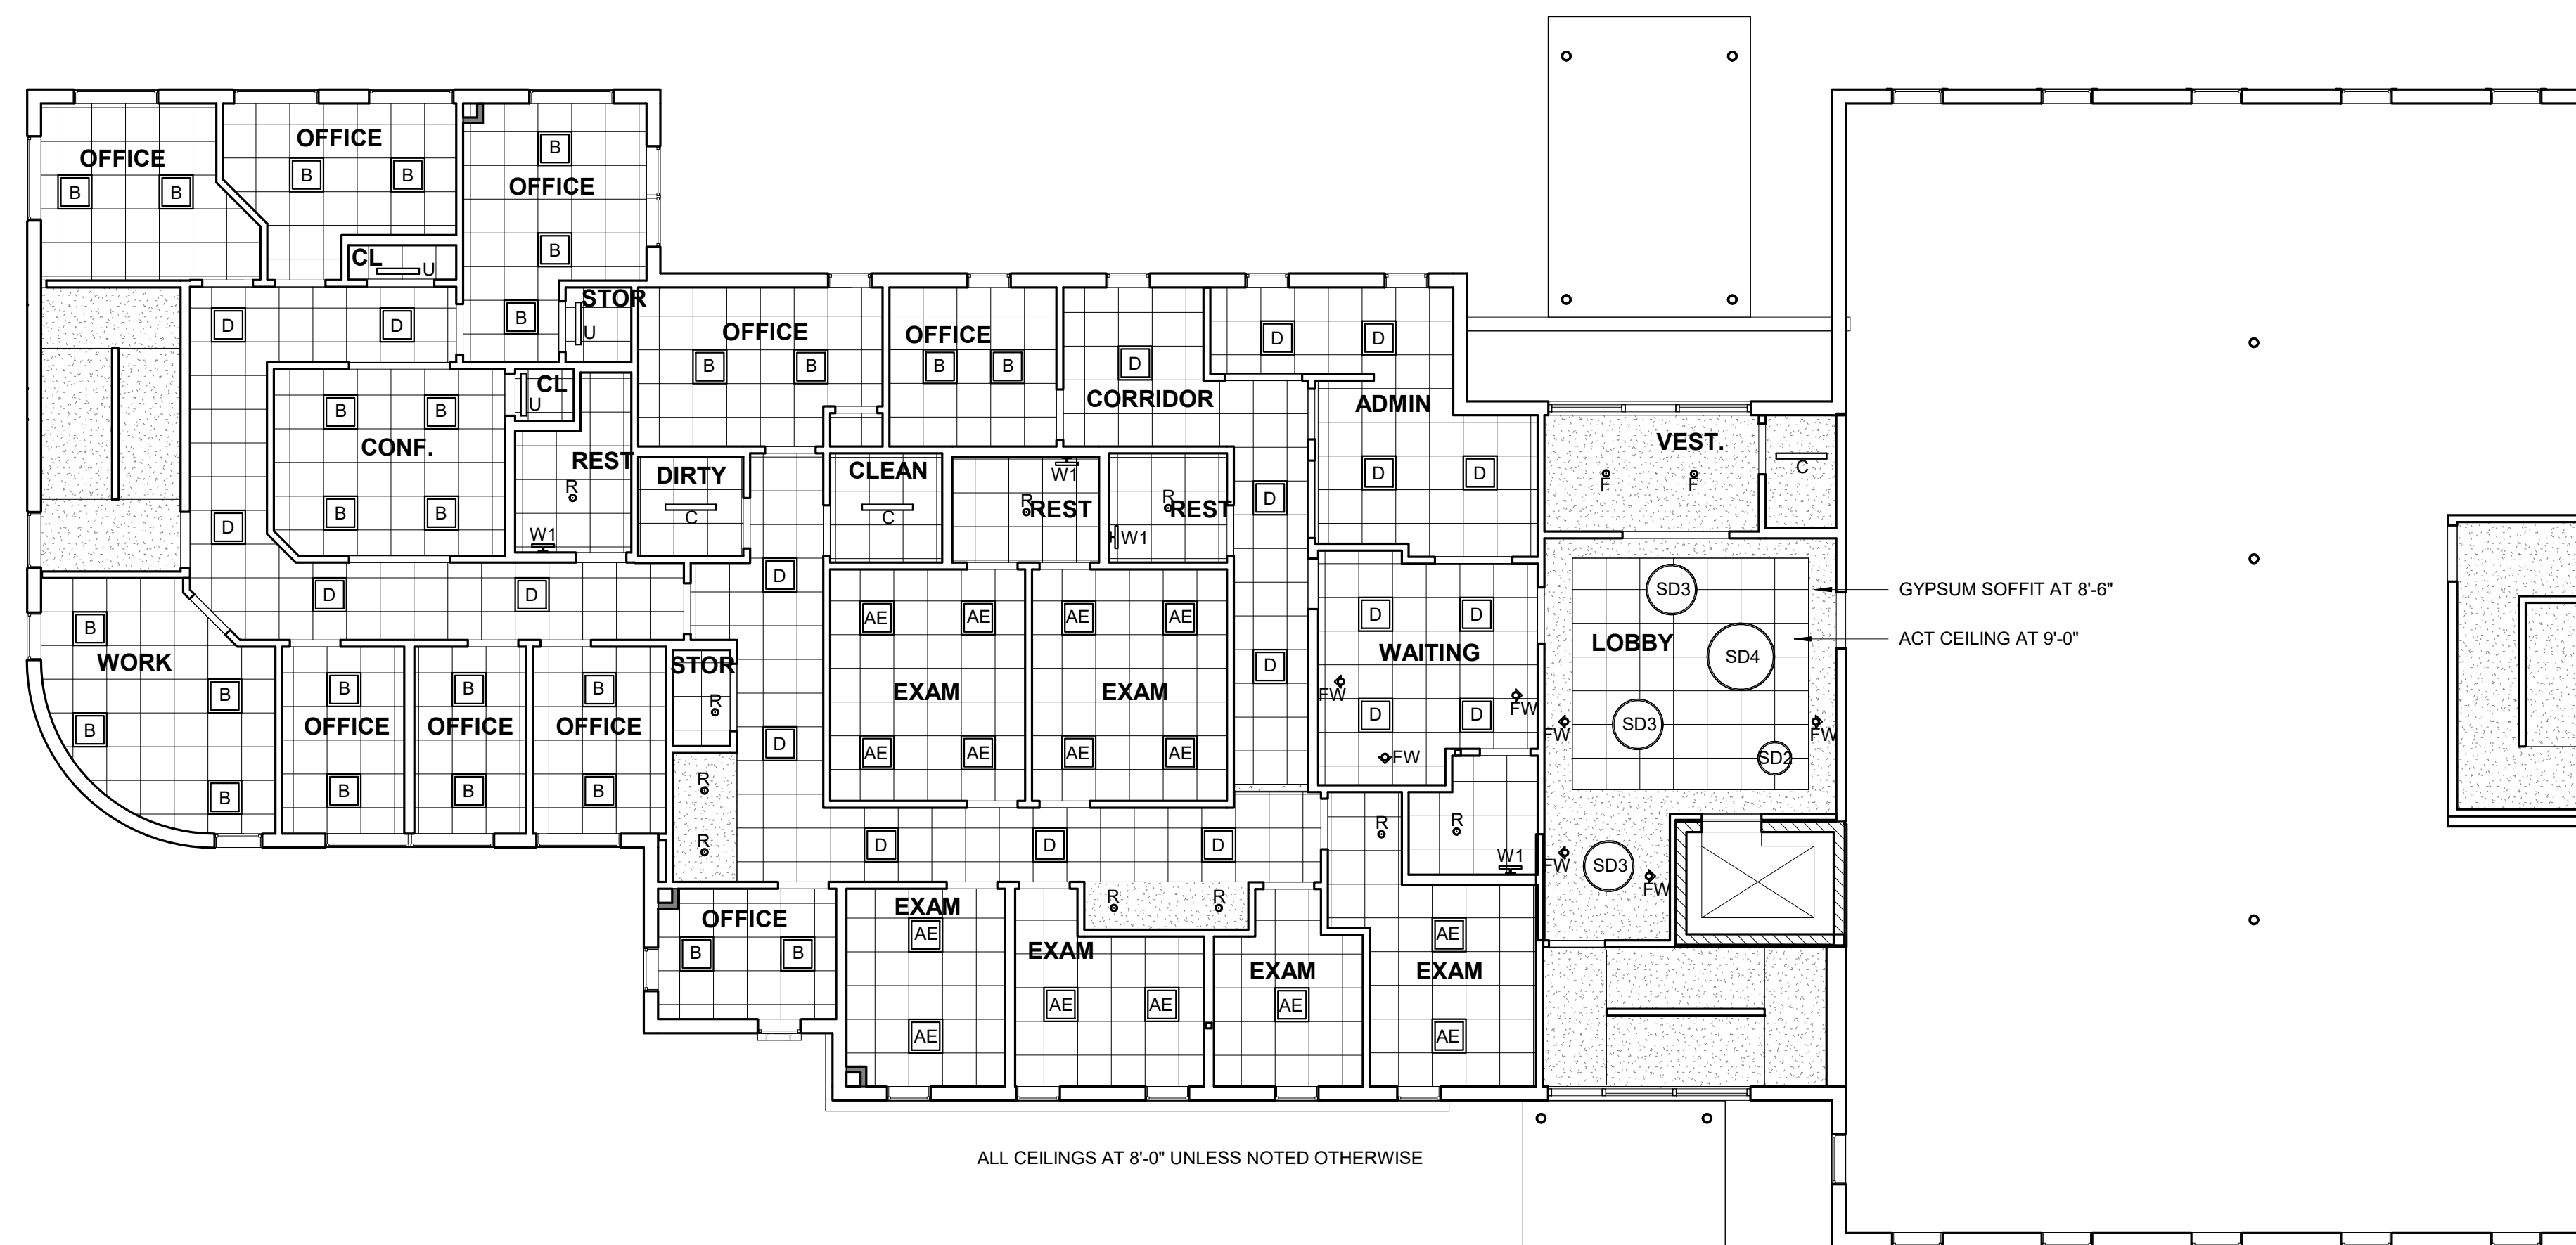 OFFICE
B B
OFFICE
B B
B
OFFICE
B
B
CL U
STOR
U
D D
OFFICE
B B
OFFICE
B B
D
CORRIDOR
D D
ADMIN
D D
VEST.
F F
C
B B
CONF.
B B
CL
U
REST
R
W1
DIRTY
C
CLEAN
C
W1
R
REST
R
REST
W1
D
D
D D
D
GYPSUM SOFFIT AT 8'-6"
ACT CEILING AT 9'-0"
SD3
LOBBY
SD4
SD3
SD2
FW FW
FW
SD3
FW
D D
WAITING
FW FW
D D
FW
D
AE AE AE AE
EXAM EXAM
AE AE AE AE
B
WORK
B
B
B
B B B
OFFICE OFFICE OFFICE
B B B
STOR
R
D
R
R
D D D
R
R
W1
R R
OFFICE
B B
EXAM
AE
AE
EXAM
AE AE
EXAM
AE
AE
EXAM
AE
ALL CEILINGS AT 8'-0" UNLESS NOTED OTHERWISE